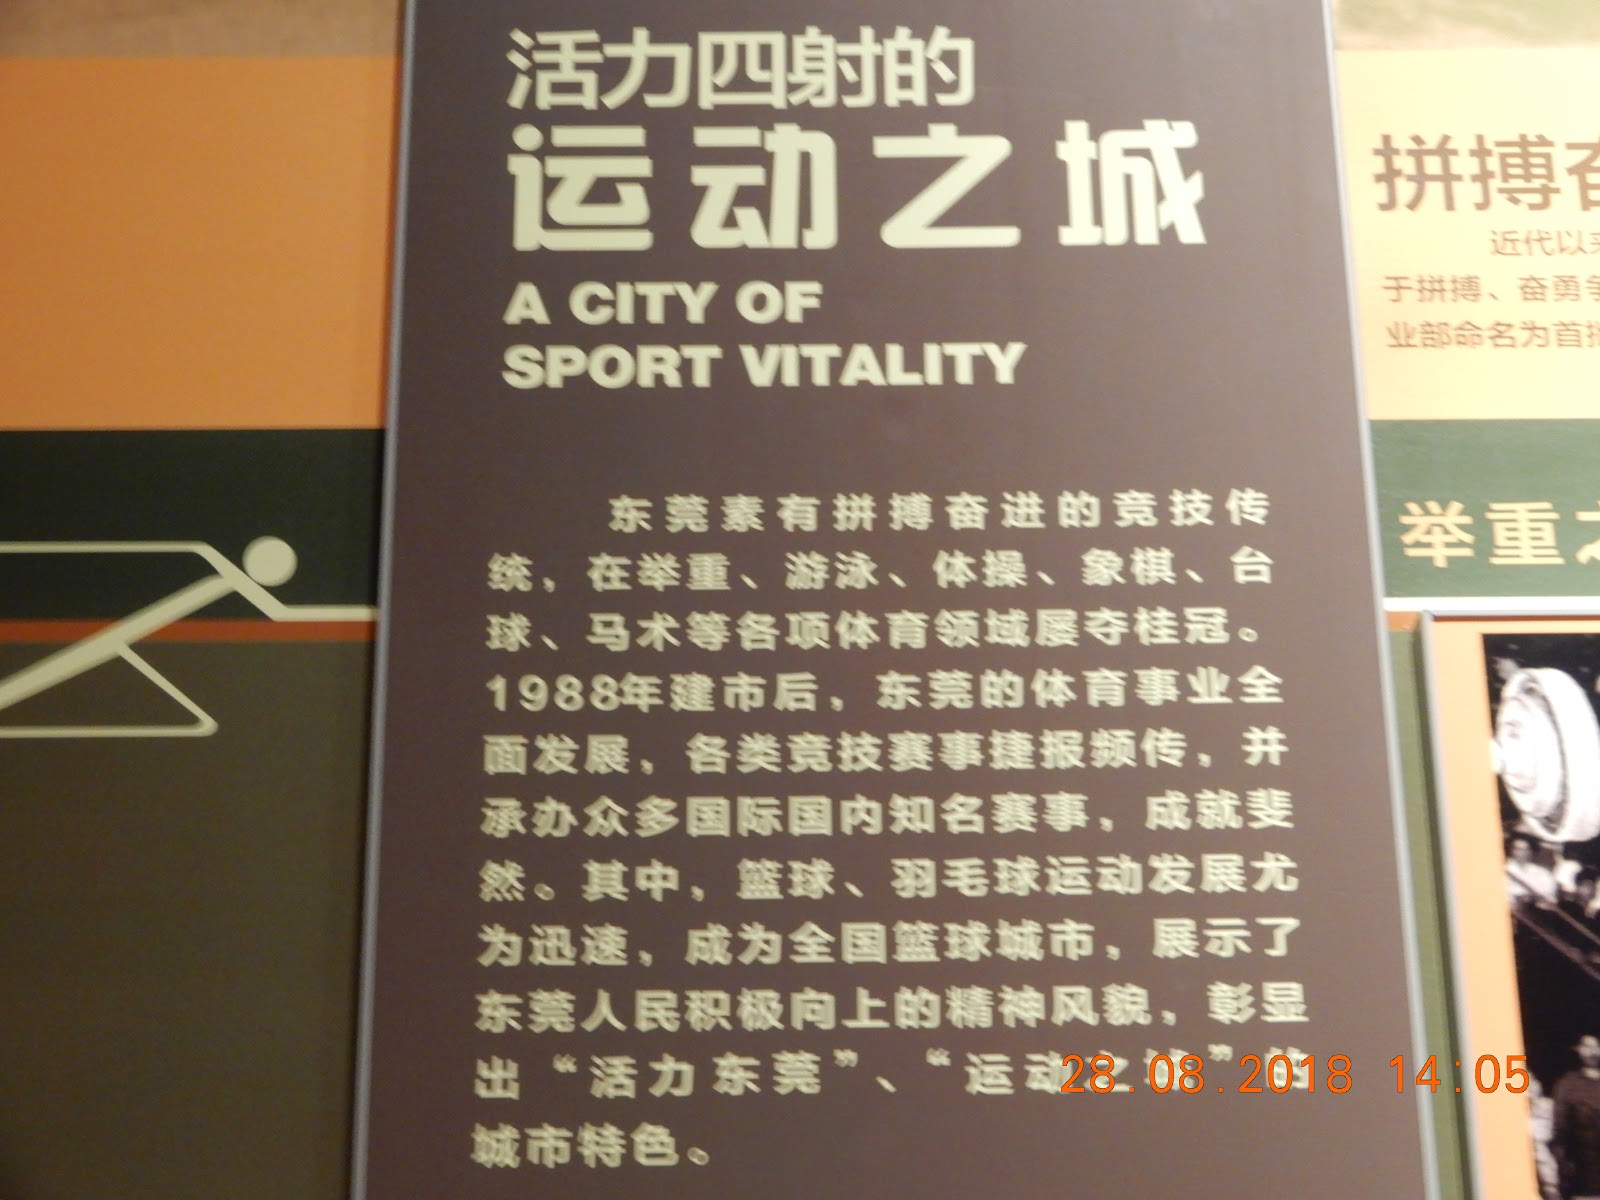 活力四射的
运动之城
A CITY OF
SPORT VITALITY
东莞素有拼搏奋进的竞技传
统，在举重、游泳、体操、象棋、台
球、马术等各项体育领域屡夺桂冠。
1988年建市后，东莞的体育事业全
面发展，各类竞技赛事捷报频传，并
承办众多国际国内知名赛事，成就斐
然。其中，篮球、羽毛球运动发展尤
为迅速，成为全国篮球城市，展示了
东莞人民积极向上的精神风貌，彰显
出“活力东莞”、“运动之城”的
城市特色。
拼搏奋
近代以来
于拼搏、奋勇争
业部命名为首批
举重之
28.08.2018 14:05